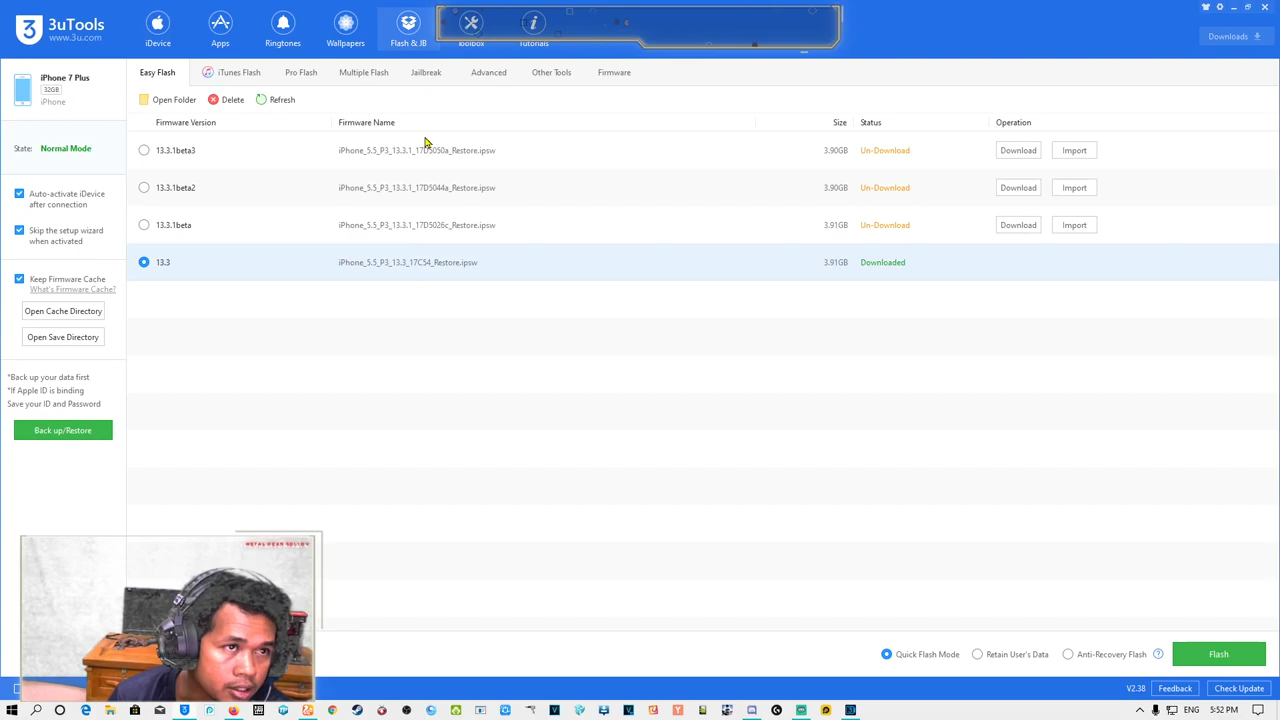 3uTools
www.3u.com
iDevice
Apps
Ringtones
Wallpapers
Flash & JB
Toolbox
Tutorials
Downloads
iPhone 7 Plus
32GB
iPhone
State: Normal Mode
Auto-activate iDevice
after connection
Skip the setup wizard
when activated
Keep Firmware Cache
What's Firmware Cache?
Open Cache Directory
Open Save Directory
*Back up your data first
*If Apple ID is binding
Save your ID and Password
Back up/Restore
Easy Flash
iTunes Flash
Pro Flash
Multiple Flash
Jailbreak
Advanced
Other Tools
Firmware
Open Folder
Delete
Refresh
Firmware Version Firmware Name Size Status Operation
13.3.1beta3 iPhone_5.5_P3_13.3.1_17D5050a_Restore.ipsw 3.90GB Un-Download Download Import
13.3.1beta2 iPhone_5.5_P3_13.3.1_17D5044a_Restore.ipsw 3.90GB Un-Download Download Import
13.3.1beta iPhone_5.5_P3_13.3.1_17D5026c_Restore.ipsw 3.91GB Un-Download Download Import
13.3 iPhone_5.5_P3_13.3_17C54_Restore.ipsw 3.91GB Downloaded
METAL GEAR SOLID V
Quick Flash Mode
Retain User's Data
Anti-Recovery Flash
Flash
V2.38
Feedback
Check Update
ENG
5:52 PM